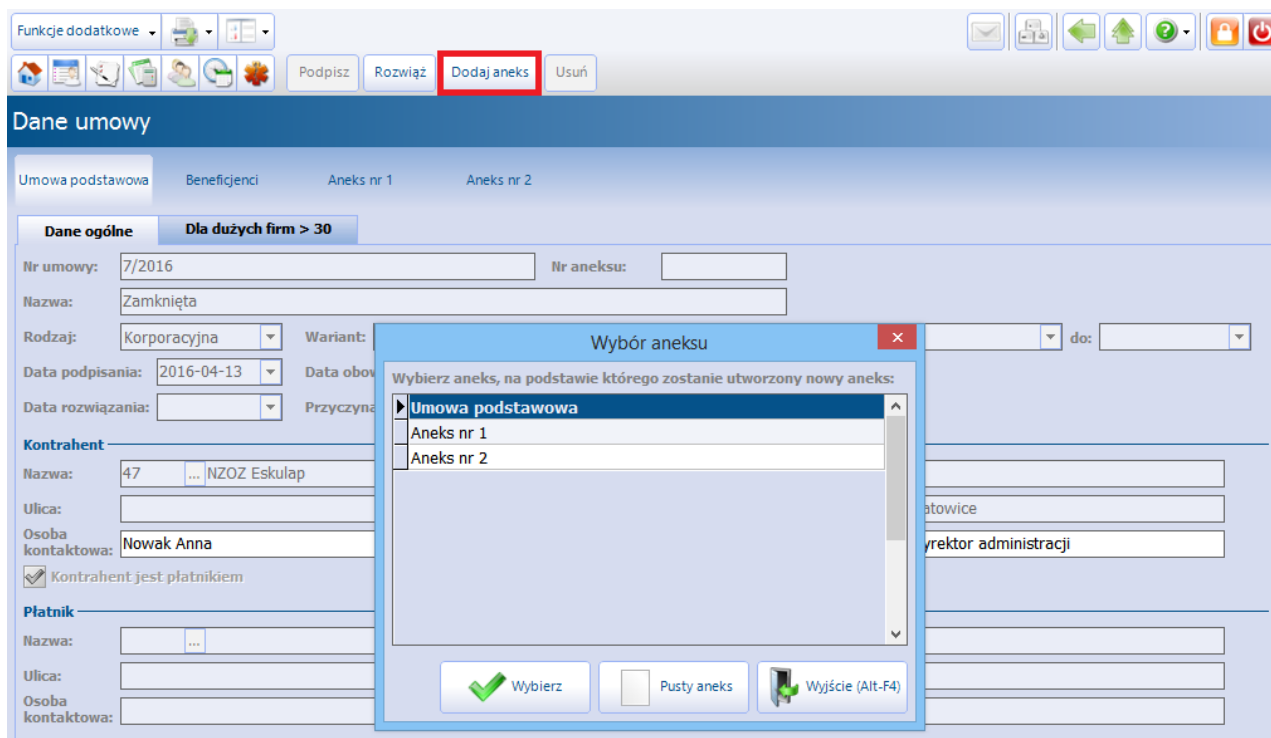 Funkcje dodatkowe
Podpisz Rozwiąż Dodaj aneks Usuń
Dane umowy
Umowa podstawowa Beneficjenci Aneks nr 1 Aneks nr 2
Dane ogólne Dla dużych firm > 30
Nr umowy: 7/2016 Nr aneksu:
Nazwa: Zamknięta
Rodzaj: Korporacyjna Wariant: do:
Data podpisania: 2016-04-13 Data obow
Data rozwiązania: Przyczyna
Kontrahent
Nazwa: 47 ... NZOZ Eskulap
Ulica: atowice
Osoba
kontaktowa: Nowak Anna yrektor administracji
Kontrahent jest płatnikiem
Płatnik
Nazwa: ...
Ulica:
Osoba
kontaktowa:
Wybór aneksu
Wybierz aneks, na podstawie którego zostanie utworzony nowy aneks:
Umowa podstawowa
Aneks nr 1
Aneks nr 2
Wybierz Pusty aneks Wyjście (Alt-F4)